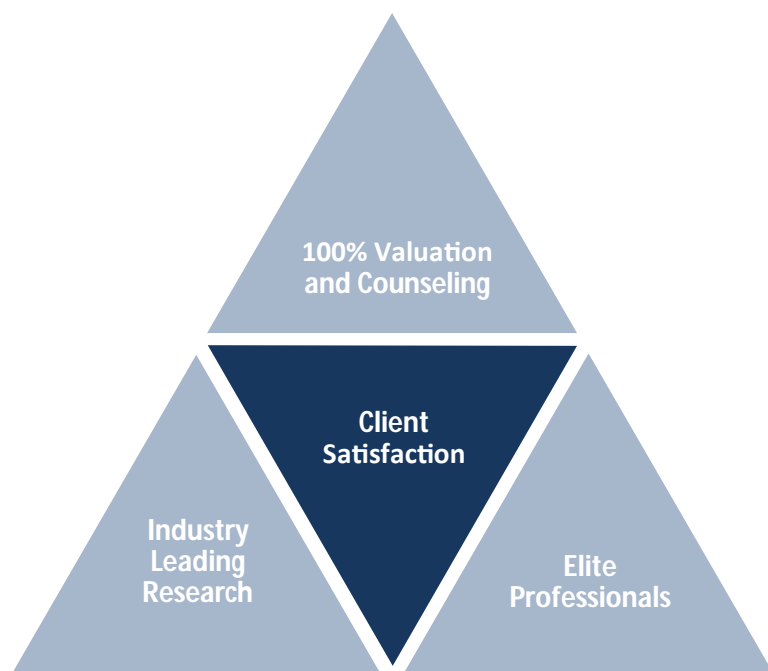 100% Valuation
and Counseling
Client
Satisfaction
Industry
Leading
Research
Elite
Professionals